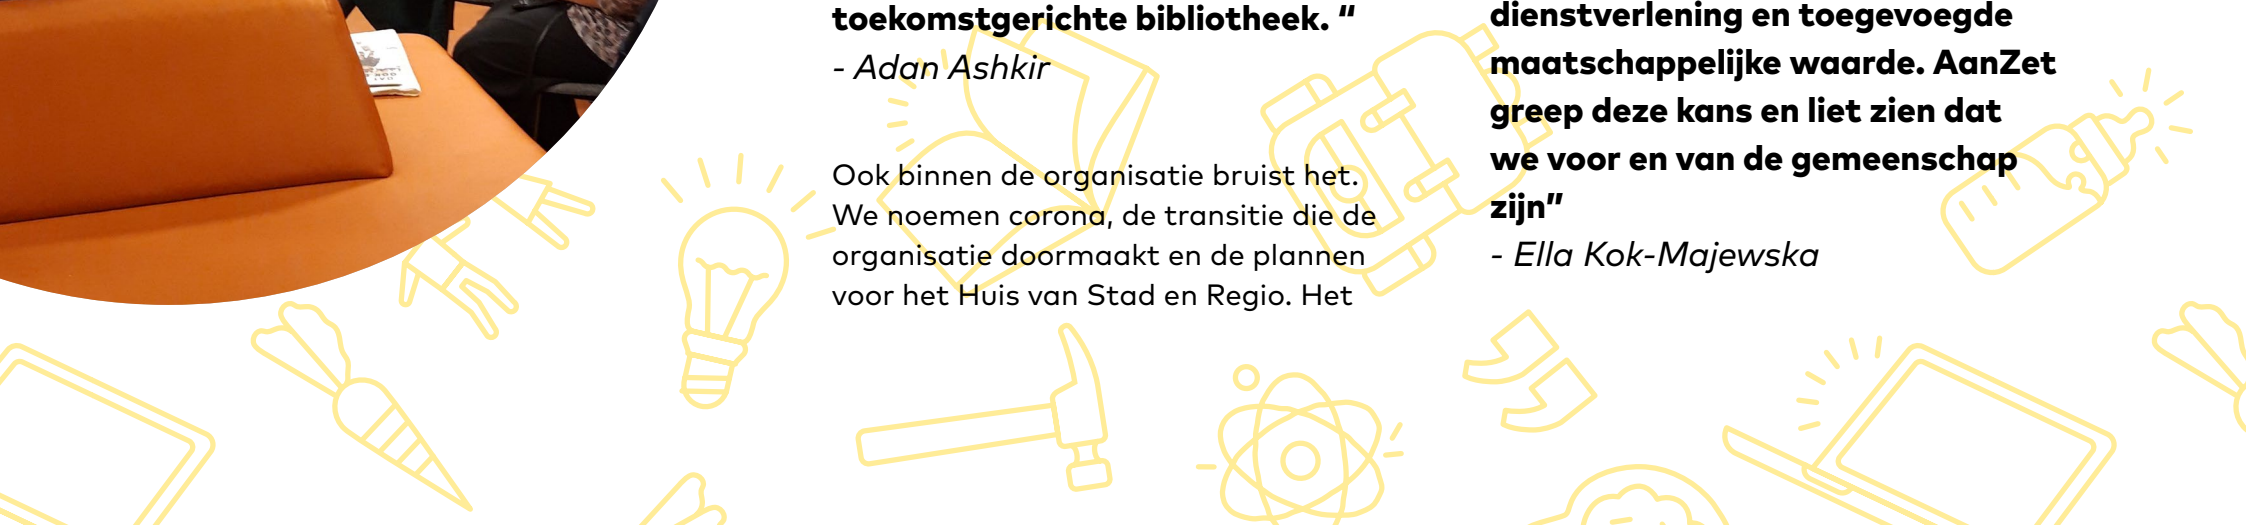 toekomstgerichte bibliotheek. “
- Adan Ashkir
Ook binnen de organisatie bruist het.
We noemen corona, de transitie die de
organisatie doormaakt en de plannen
voor het Huis van Stad en Regio. Het
dienstverlening en toegevoegde
maatschappelijke waarde. AanZet
greep deze kans en liet zien dat
we voor en van de gemeenschap
zijn”
- Ella Kok-Majewska